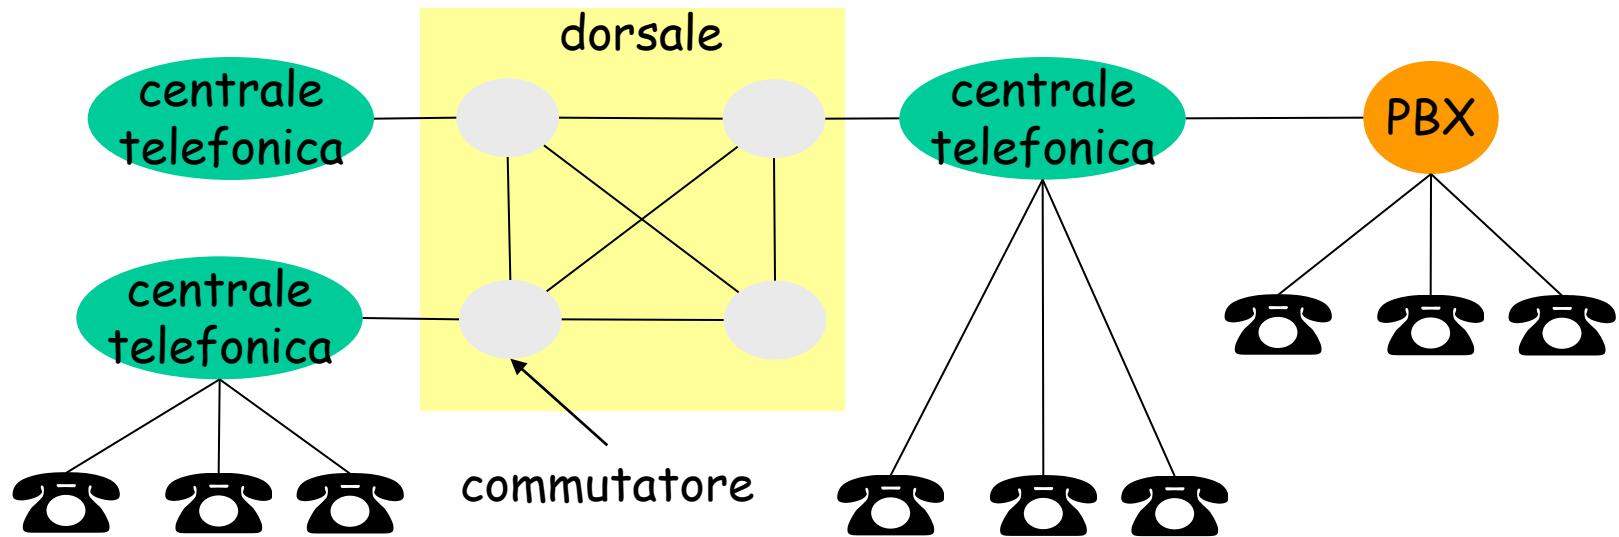 dorsale
centrale
telefonica
centrale
telefonica
PBX
centrale
telefonica
commutatore